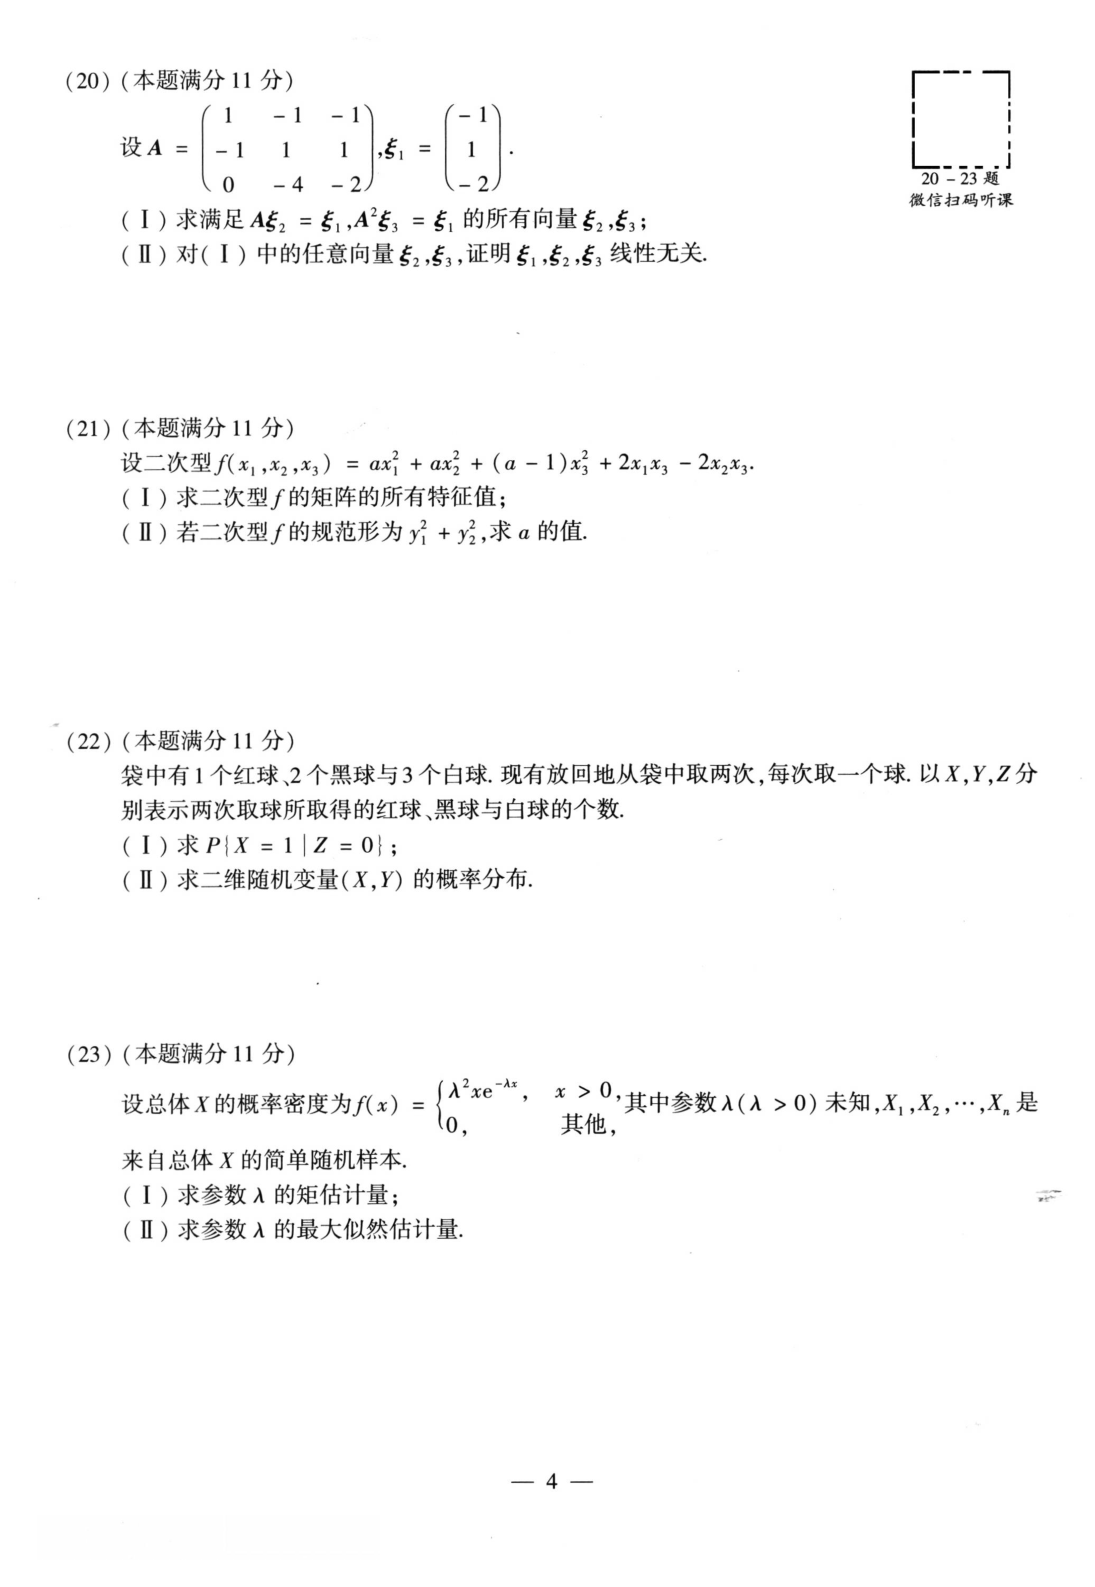 (20)(本题满分 11 分)
设 A = ( 1 -1 -1 ; -1 1 1 ; 0 -4 -2 ), ξ₁ = ( -1 ; 1 ; -2 ).
(Ⅰ)求满足 Aξ₂ = ξ₁, A²ξ₃ = ξ₁ 的所有向量 ξ₂, ξ₃;
(Ⅱ)对(Ⅰ)中的任意向量 ξ₂, ξ₃, 证明 ξ₁, ξ₂, ξ₃ 线性无关.
20 - 23 题
微信扫码听课
(21)(本题满分 11 分)
设二次型 f(x₁, x₂, x₃) = ax₁² + ax₂² + (a - 1)x₃² + 2x₁x₃ - 2x₂x₃.
(Ⅰ)求二次型 f 的矩阵的所有特征值;
(Ⅱ)若二次型 f 的规范形为 y₁² + y₂², 求 a 的值.
(22)(本题满分 11 分)
袋中有 1 个红球、2 个黑球与 3 个白球. 现有放回地从袋中取两次, 每次取一个球. 以 X, Y, Z 分
别表示两次取球所取得的红球、黑球与白球的个数.
(Ⅰ)求 P{X = 1 | Z = 0};
(Ⅱ)求二维随机变量(X, Y) 的概率分布.
(23)(本题满分 11 分)
设总体 X 的概率密度为 f(x) = { λ²xe^(-λx), x > 0, ; 0, 其他, 其中参数 λ(λ > 0) 未知, X₁, X₂, …, Xₙ 是
来自总体 X 的简单随机样本.
(Ⅰ)求参数 λ 的矩估计量;
(Ⅱ)求参数 λ 的最大似然估计量.
— 4 —